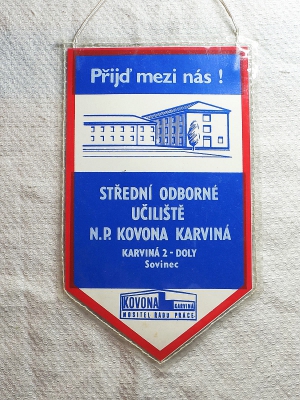 Přijď mezi nás !
STŘEDNÍ ODBORNÉ
UČILIŠTĚ
N.P. KOVONA KARVINÁ
KARVINÁ 2 - DOLY
Sovinec
KOVONA
KARVINÁ
NOSITEL ŘÁDU PRÁCE